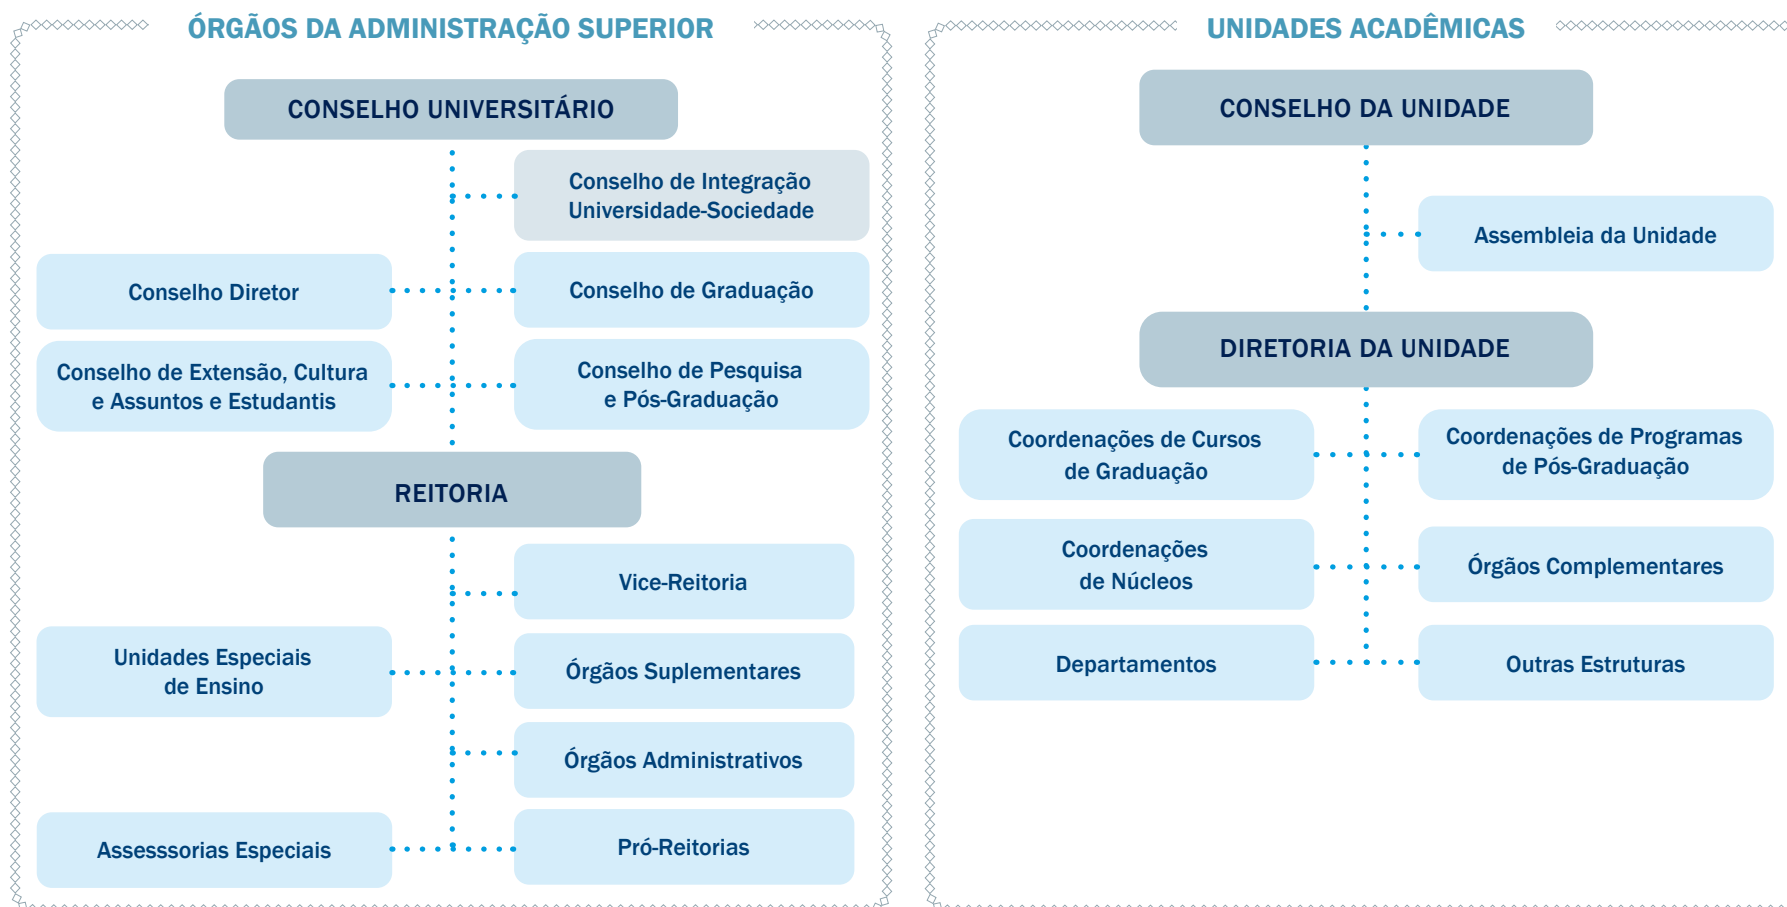 ÓRGÃOS DA ADMINISTRAÇÃO SUPERIOR
CONSELHO UNIVERSITÁRIO
Conselho de Integração
Universidade-Sociedade
Conselho Diretor
Conselho de Graduação
Conselho de Extensão, Cultura
e Assuntos e Estudantis
Conselho de Pesquisa
e Pós-Graduação
REITORIA
Vice-Reitoria
Unidades Especiais
de Ensino
Órgãos Suplementares
Órgãos Administrativos
Assesssorias Especiais
Pró-Reitorias
UNIDADES ACADÊMICAS
CONSELHO DA UNIDADE
Assembleia da Unidade
DIRETORIA DA UNIDADE
Coordenações de Cursos
de Graduação
Coordenações de Programas
de Pós-Graduação
Coordenações
de Núcleos
Órgãos Complementares
Departamentos
Outras Estruturas